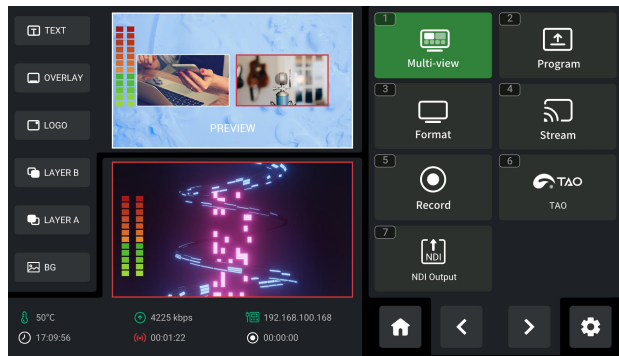 TEXT
OVERLAY
LOGO
LAYER B
LAYER A
BG
PREVIEW
1
Multi-view
2
Program
3
Format
4
Stream
5
Record
6
TAO
TAO
7
NDI
NDI Output
50°C
4225 kbps
192.168.100.168
17:09:56
00:01:22
00:00:00